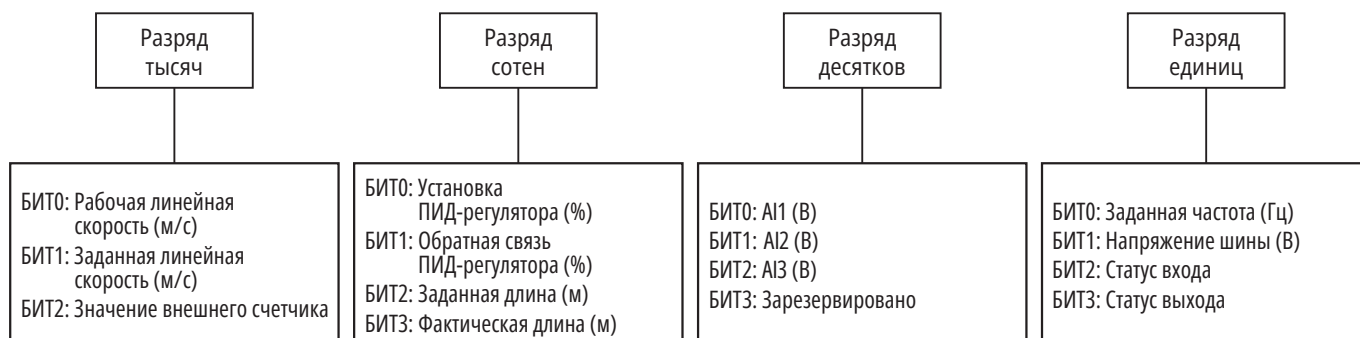 Разряд
тысяч
Разряд
сотен
Разряд
десятков
Разряд
единиц
БИТ0: Рабочая линейная
скорость (м/с)
БИТ1: Заданная линейная
скорость (м/с)
БИТ2: Значение внешнего счетчика
БИТ0: Установка
ПИД-регулятора (%)
БИТ1: Обратная связь
ПИД-регулятора (%)
БИТ2: Заданная длина (м)
БИТ3: Фактическая длина (м)
БИТ0: AI1 (В)
БИТ1: AI2 (В)
БИТ2: AI3 (В)
БИТ3: Зарезервировано
БИТ0: Заданная частота (Гц)
БИТ1: Напряжение шины (В)
БИТ2: Статус входа
БИТ3: Статус выхода